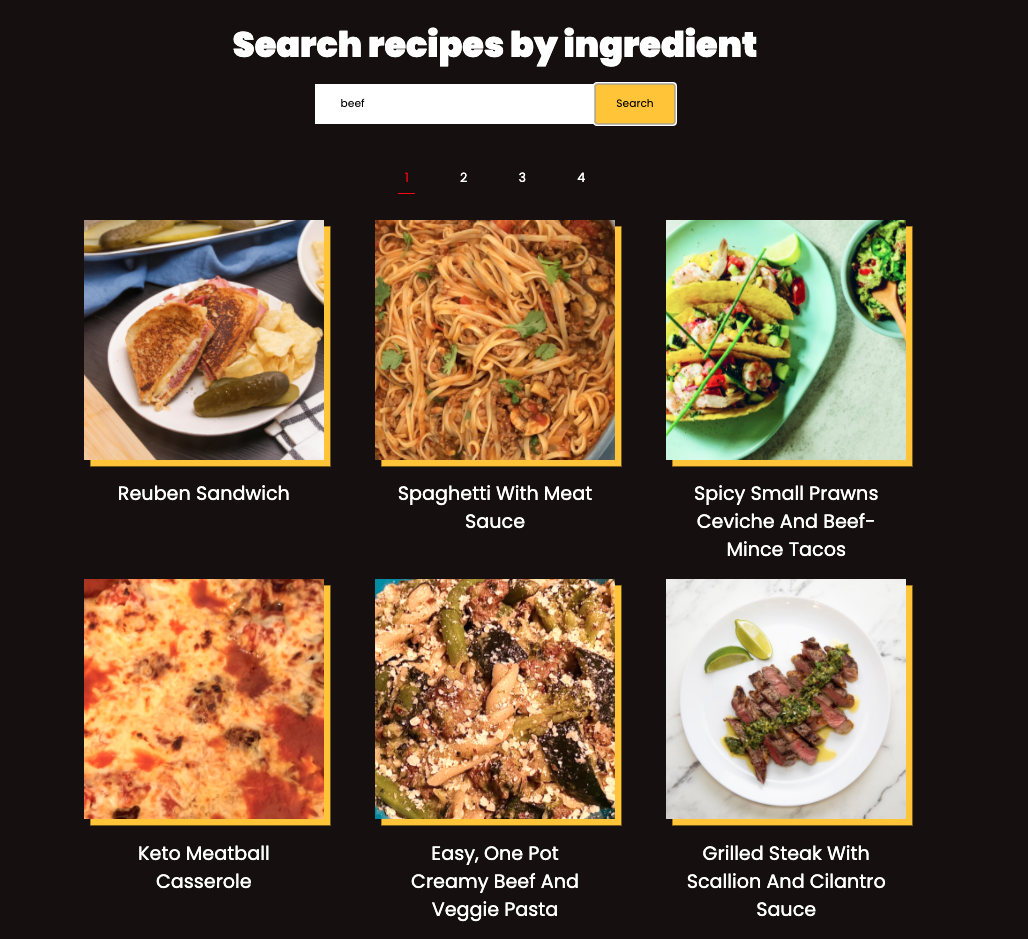 Search recipes by ingredient
beef
Search
1 2 3 4
Reuben Sandwich
Spaghetti With Meat
Sauce
Spicy Small Prawns
Ceviche And Beef-
Mince Tacos
Keto Meatball
Casserole
Easy, One Pot
Creamy Beef And
Veggie Pasta
Grilled Steak With
Scallion And Cilantro
Sauce